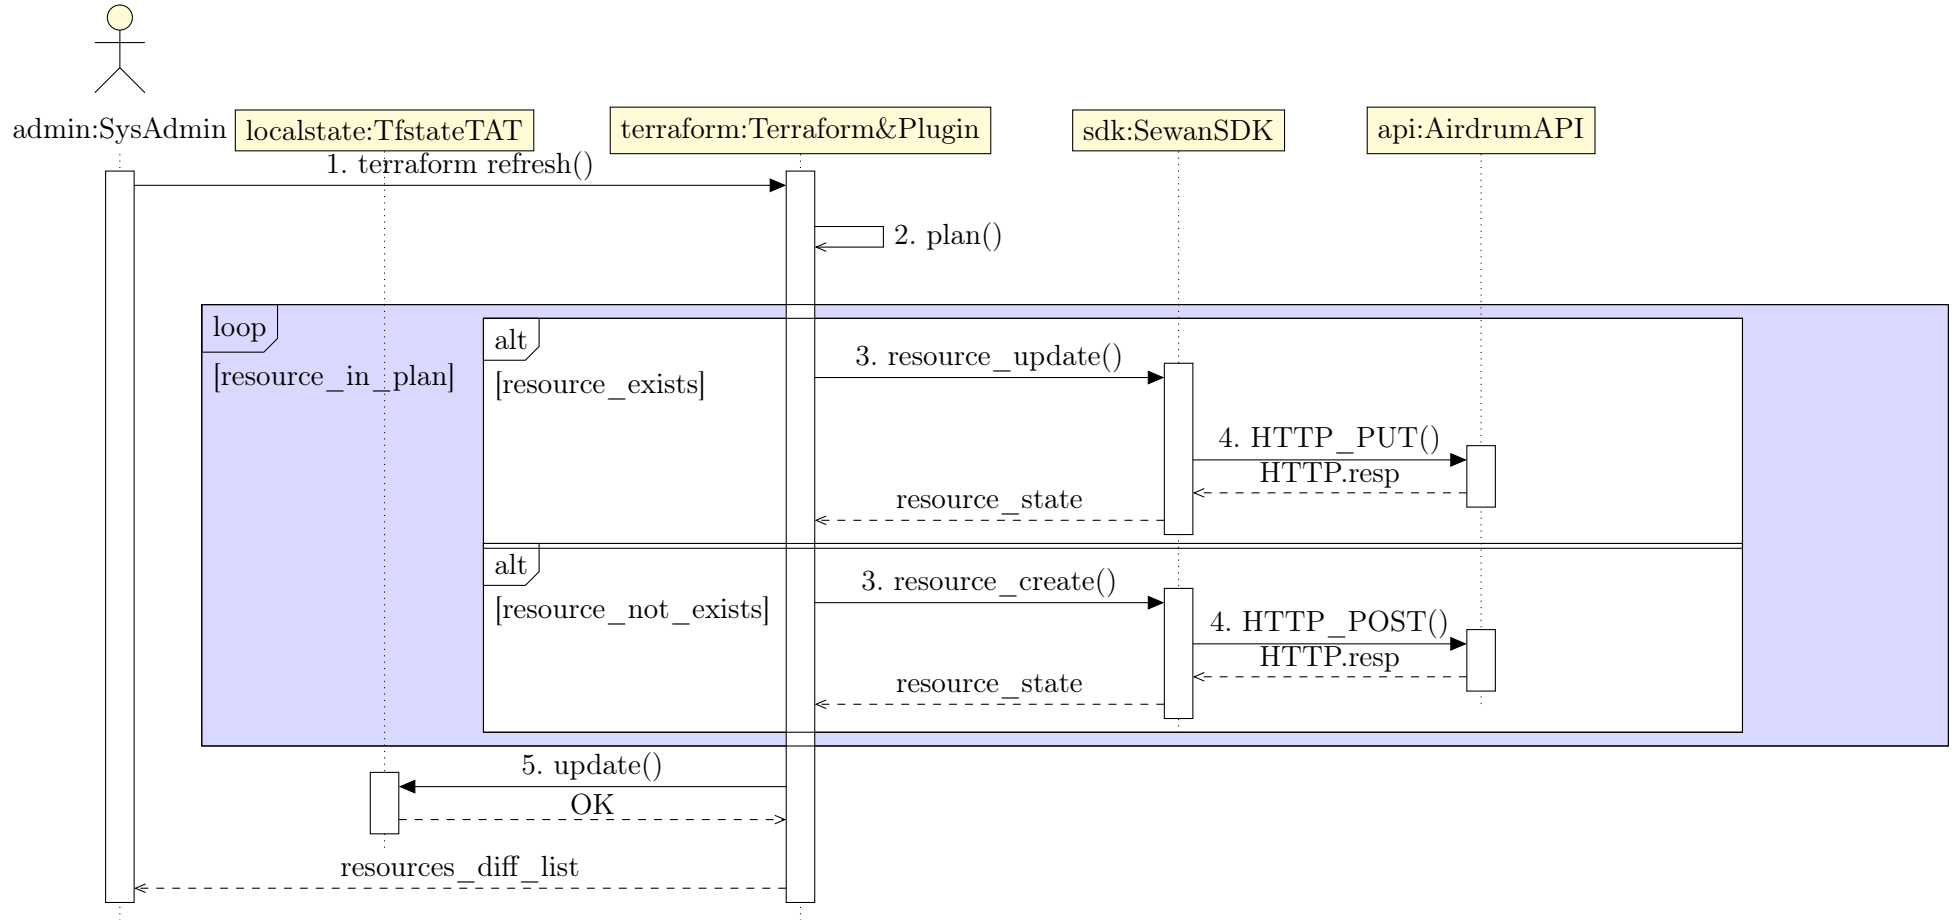 admin:SysAdmin
localstate:TfstateTAT
terraform:Terraform&Plugin
sdk:SewanSDK
api:AirdrumAPI
1. terraform refresh()
2. plan()
loop
[resource_in_plan]
alt
[resource_exists]
3. resource_update()
4. HTTP_PUT()
HTTP.resp
resource_state
alt
[resource_not_exists]
3. resource_create()
4. HTTP_POST()
HTTP.resp
resource_state
5. update()
OK
resources_diff_list